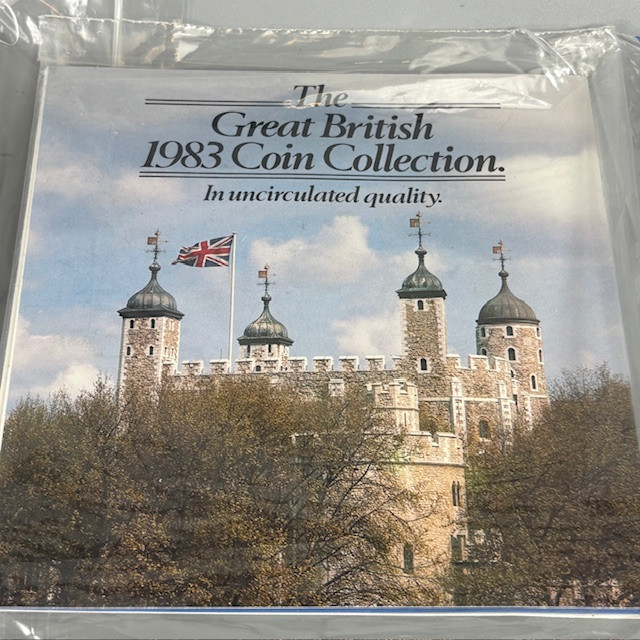 The
Great British
1983 Coin Collection.
In uncirculated quality.